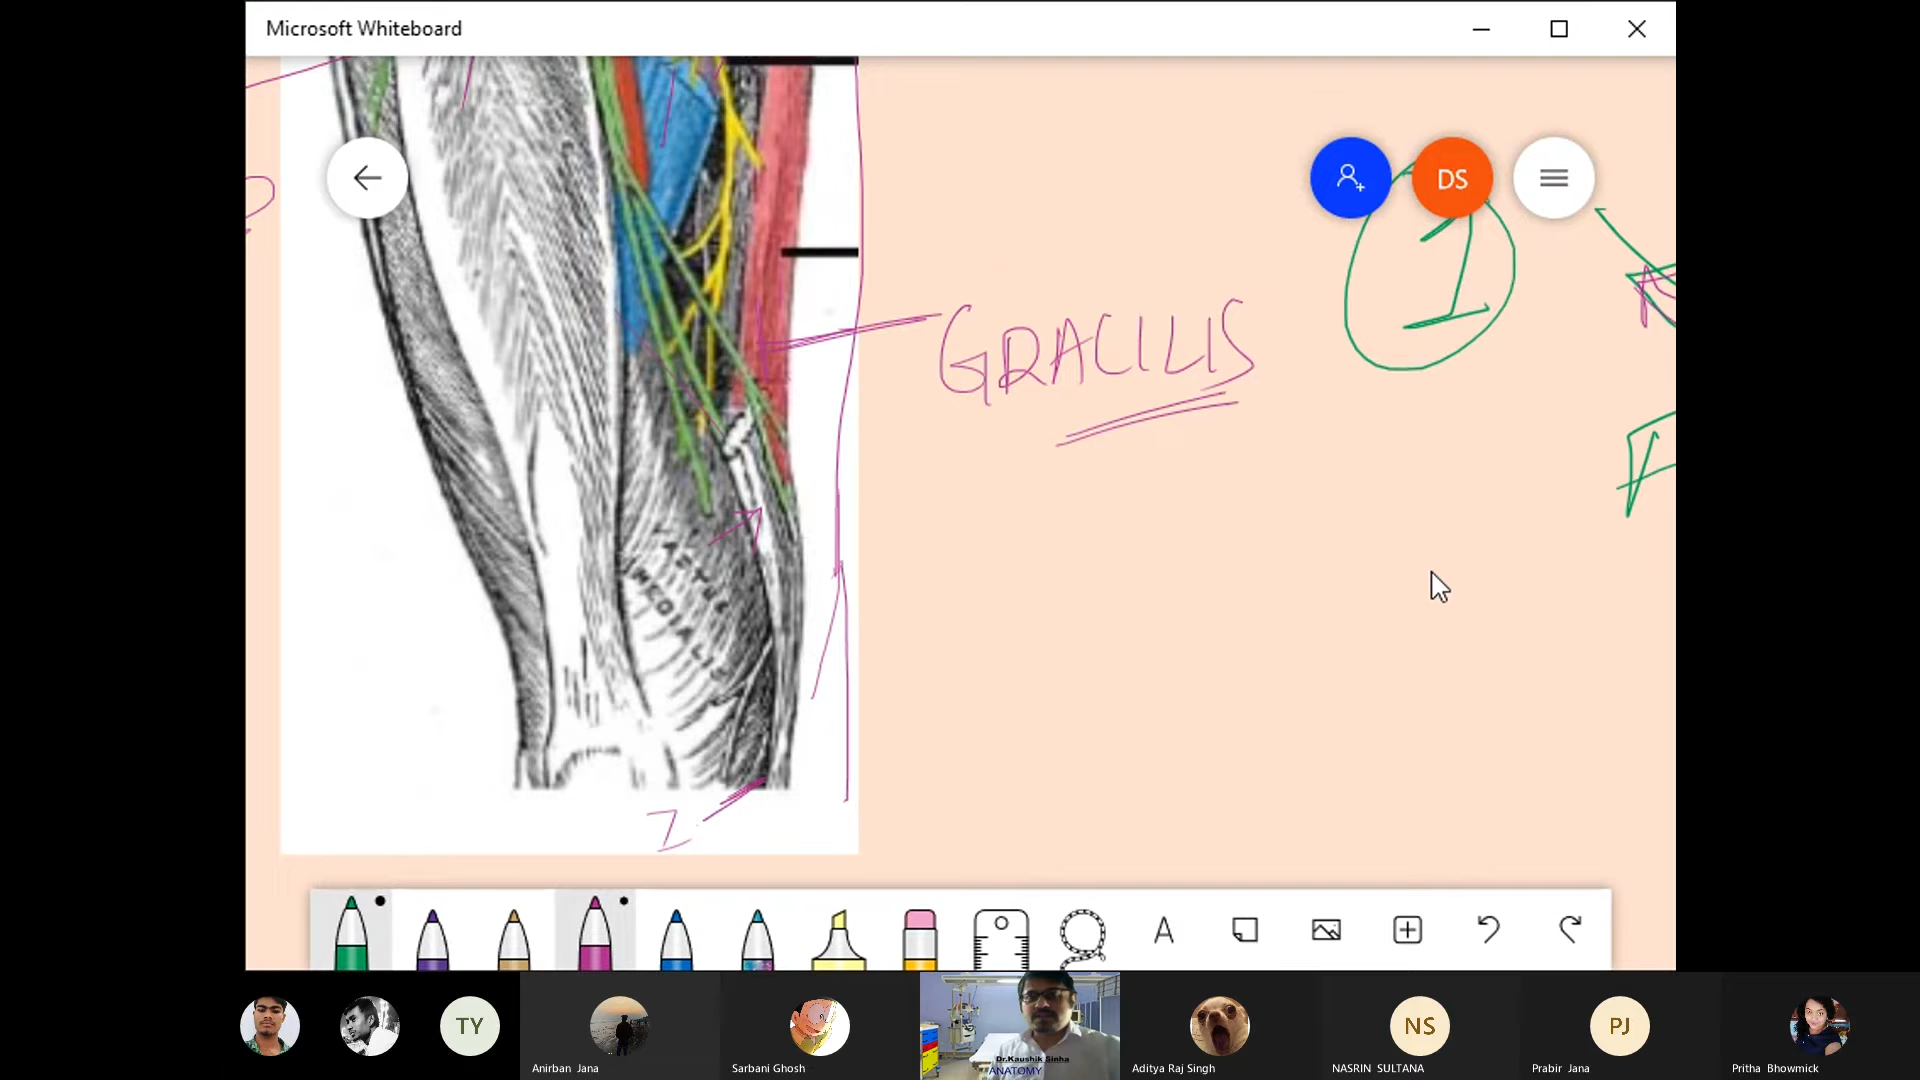 Microsoft Whiteboard
DS
1
GRACILIS
VASTUS
MEDIALIS
TY
Anirban Jana
Sarbani Ghosh
Dr.Kaushik Sinha
ANATOMY
Aditya Raj Singh
NS
NASRIN SULTANA
PJ
Prabir Jana
Pritha Bhowmick